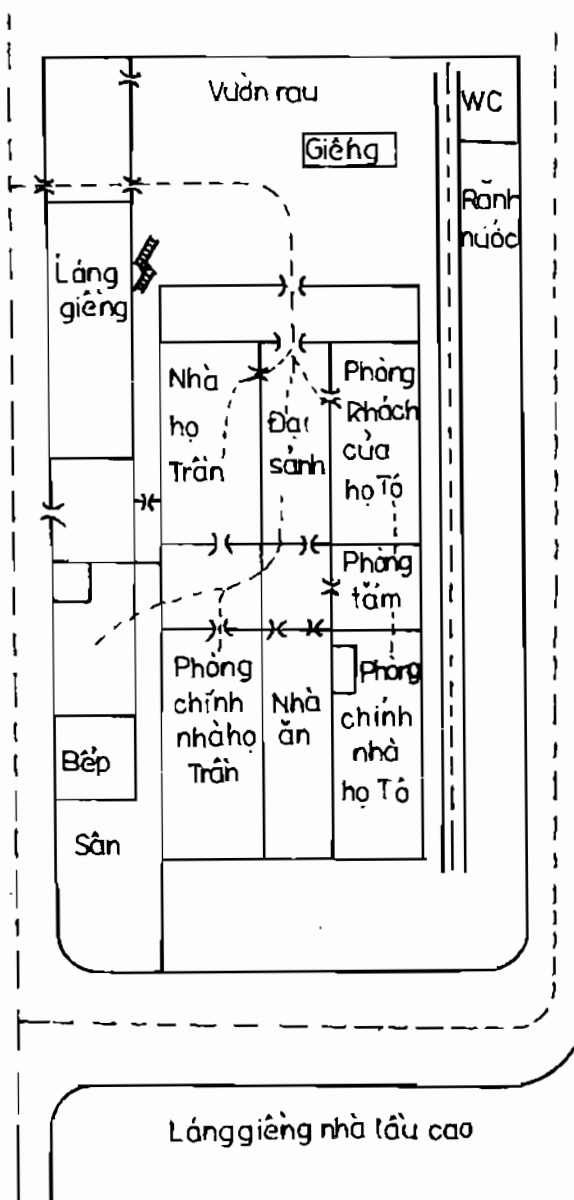 Vườn rau
WC
Giếng
Rãnh
nước
Láng
giềng
Nhà
họ
Trần
Đại
sảnh
Phòng
khách
của
họ Tô
Phòng
tắm
Phòng
chính
nhà họ
Trần
Nhà
ăn
Phòng
chính
nhà
họ Tô
Bếp
Sân
Láng giềng nhà lầu cao